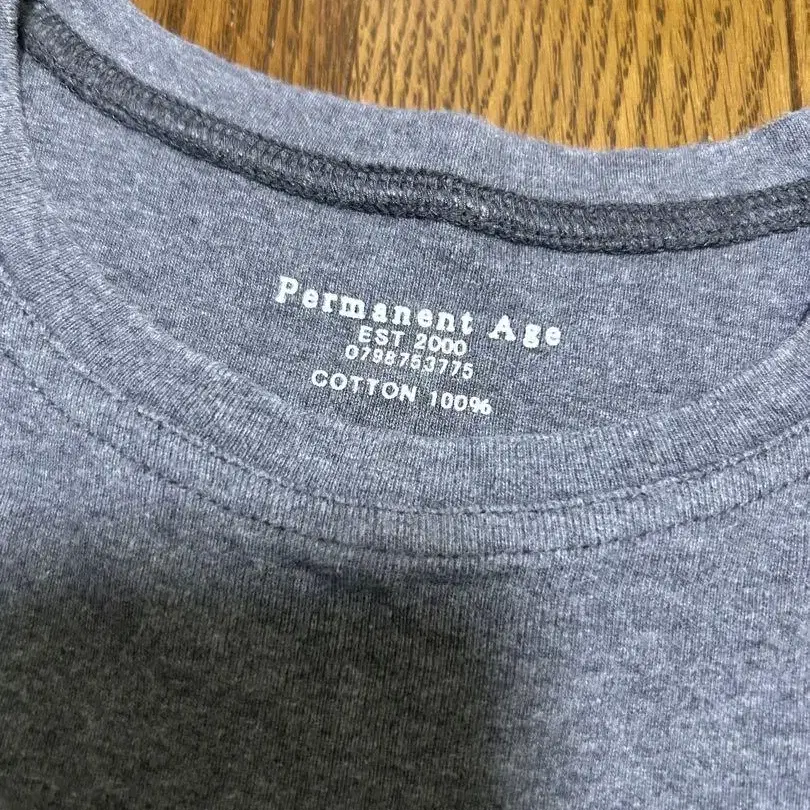 Permanent Age
EST 2000
0798753775
COTTON 100%